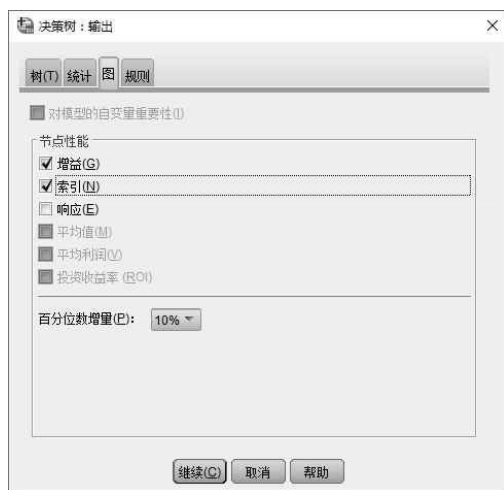 决策树：输出
树(T) 统计 图 规则
对模型的自变量重要性(I)
节点性能
增益(G)
索引(N)
响应(E)
平均值(M)
平均利润(V)
投资收益率 (ROI)
百分位数增量(P)： 10%
继续(C) 取消 帮助